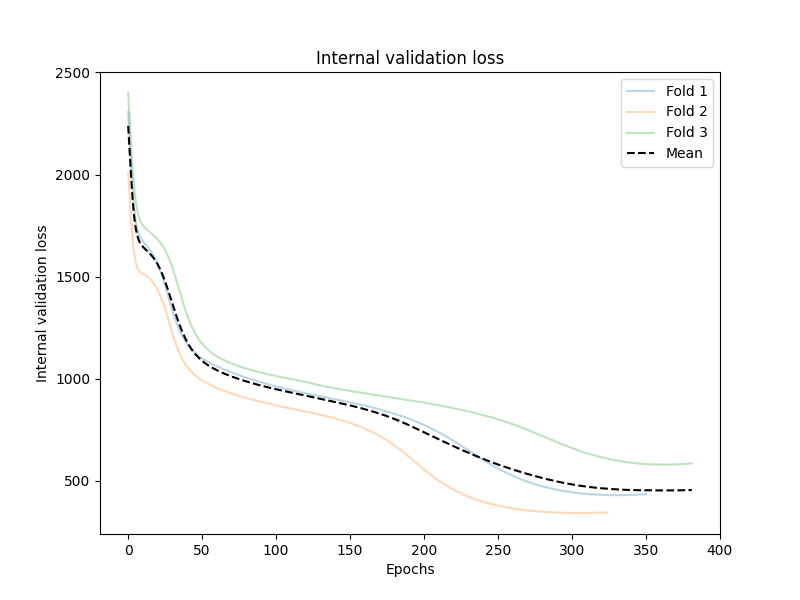 Internal validation loss
2500
2000
1500
1000
500
Internal validation loss
Fold 1
Fold 2
Fold 3
Mean
0 50 100 150 200 250 300 350 400
Epochs